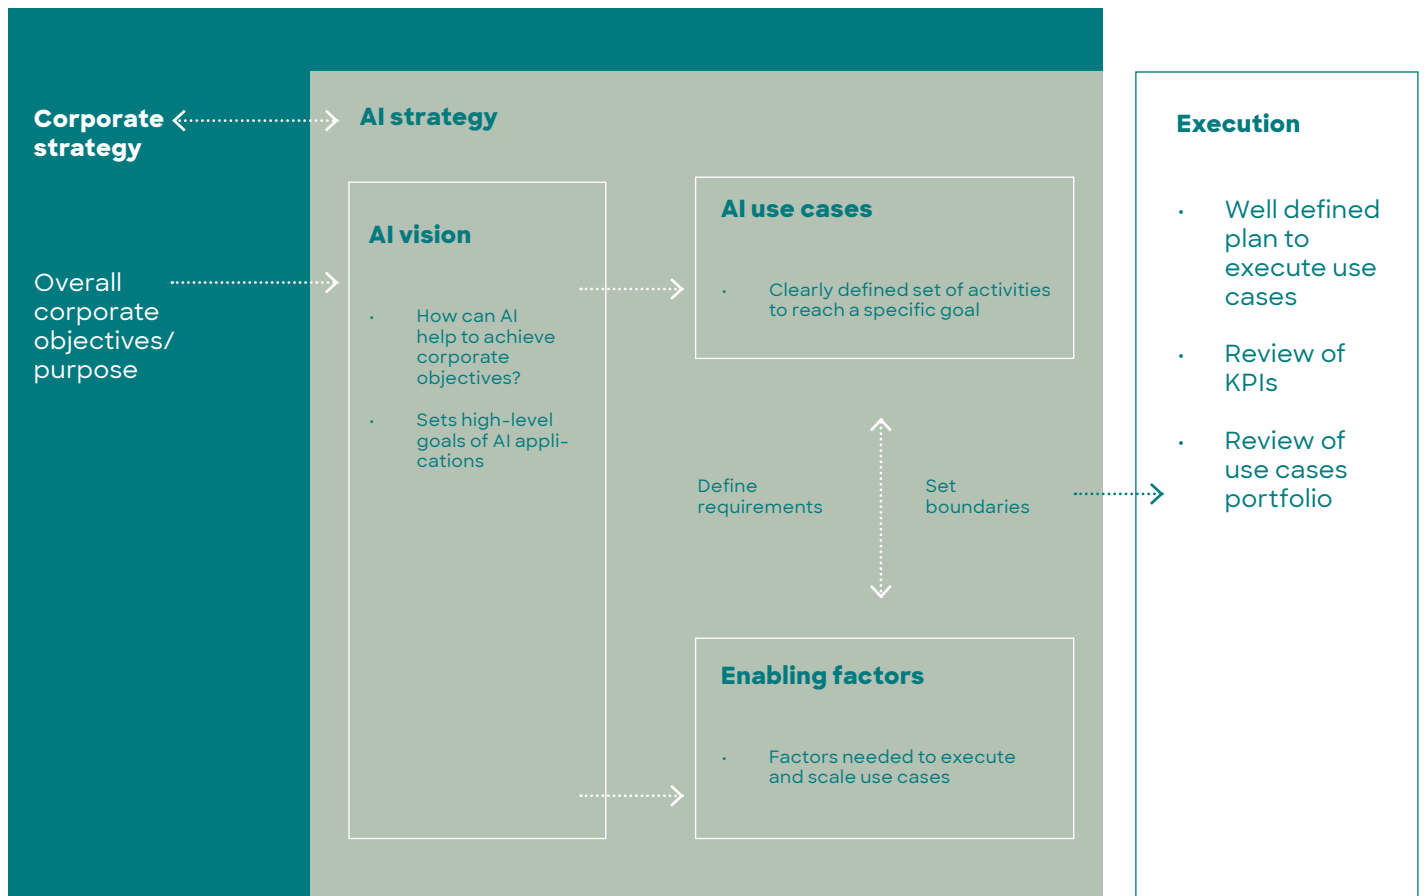 Corporate
strategy
Overall
corporate
objectives/
purpose
AI strategy
AI vision
• How can AI
help to achieve
corporate
objectives?
• Sets high-level
goals of AI appli-
cations
AI use cases
• Clearly defined set of activities
to reach a specific goal
Define
requirements
Set
boundaries
Enabling factors
• Factors needed to execute
and scale use cases
Execution
• Well defined
plan to
execute use
cases
• Review of
KPIs
• Review of
use cases
portfolio